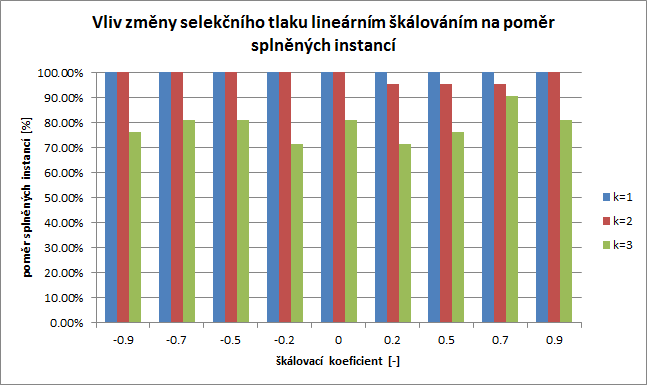 Vliv změny selekčního tlaku lineárním škálováním na poměr
splněných instancí
poměr splněných instancí [%]
100.00%
90.00%
80.00%
70.00%
60.00%
50.00%
40.00%
30.00%
20.00%
10.00%
0.00%
-0.9 -0.7 -0.5 -0.2 0 0.2 0.5 0.7 0.9
škálovací koeficient [-]
k=1
k=2
k=3